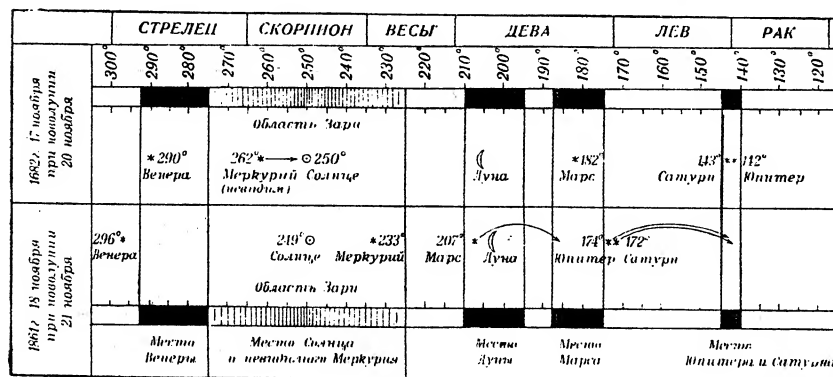 СТРЕЛЕЦ СКОРПИОН ВЕСЫ ДЕВА ЛЕВ РАК
300° 290° 280° 270° 260° 250° 240° 230° 220° 210° 200° 190° 180° 170° 160° 150° 140° 130° 120°
1682г. 17 ноября
при новолунии
20 ноября
Область Зари
*290° 262°* ⊙250° *182° 143°* *142°
Венера Меркурий Солнце Луна Марс Сатурн Юпитер
(невидим)
1861г. 18 ноября
при новолунии
21 ноября
296°* 249°⊙ *233° 207°* 174°* *172°
Венера Солнце Меркурий Марс Луна Юпитер Сатурн
Область Зари
Место Место Солнца Место Место Место
Венеры и невидимого Меркурия Луны Марса Юпитера и Сатурна